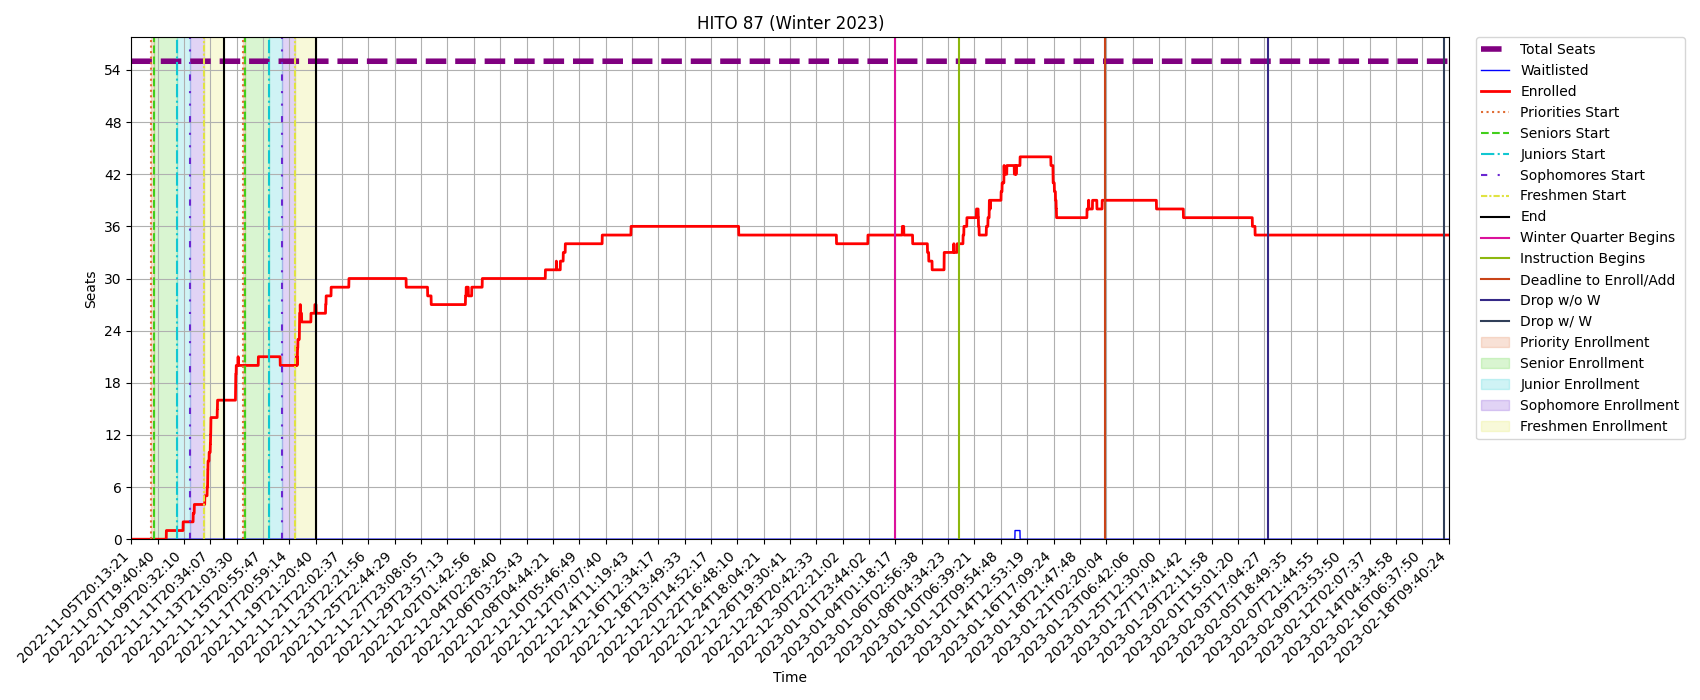 HITO 87 (Winter 2023)
Seats
54
48
42
36
30
24
18
12
6
0
2022-11-05T20:13:21
2022-11-07T19:40:40
2022-11-09T20:32:10
2022-11-11T20:34:07
2022-11-13T21:03:30
2022-11-15T20:55:47
2022-11-17T20:59:14
2022-11-19T21:20:40
2022-11-21T22:02:37
2022-11-23T22:21:56
2022-11-25T22:44:29
2022-11-27T23:08:05
2022-11-29T23:57:13
2022-12-02T01:42:56
2022-12-04T02:28:40
2022-12-06T03:25:43
2022-12-08T04:44:21
2022-12-10T05:46:49
2022-12-12T07:07:40
2022-12-14T11:19:43
2022-12-16T12:34:17
2022-12-18T13:49:33
2022-12-20T14:52:17
2022-12-22T16:48:10
2022-12-24T18:04:21
2022-12-26T19:30:41
2022-12-28T20:42:33
2022-12-30T22:21:02
2023-01-01T23:44:02
2023-01-04T01:18:17
2023-01-06T02:56:38
2023-01-08T04:34:23
2023-01-10T06:39:21
2023-01-12T09:54:48
2023-01-14T12:53:19
2023-01-16T17:09:24
2023-01-18T21:47:48
2023-01-21T02:20:04
2023-01-23T06:42:06
2023-01-25T12:30:00
2023-01-27T17:41:42
2023-01-29T22:11:58
2023-02-01T15:01:20
2023-02-03T17:04:27
2023-02-05T18:49:35
2023-02-07T21:44:55
2023-02-09T23:53:50
2023-02-12T02:07:37
2023-02-14T04:34:58
2023-02-16T06:37:50
2023-02-18T09:40:24
Time
Total Seats
Waitlisted
Enrolled
Priorities Start
Seniors Start
Juniors Start
Sophomores Start
Freshmen Start
End
Winter Quarter Begins
Instruction Begins
Deadline to Enroll/Add
Drop w/o W
Drop w/ W
Priority Enrollment
Senior Enrollment
Junior Enrollment
Sophomore Enrollment
Freshmen Enrollment